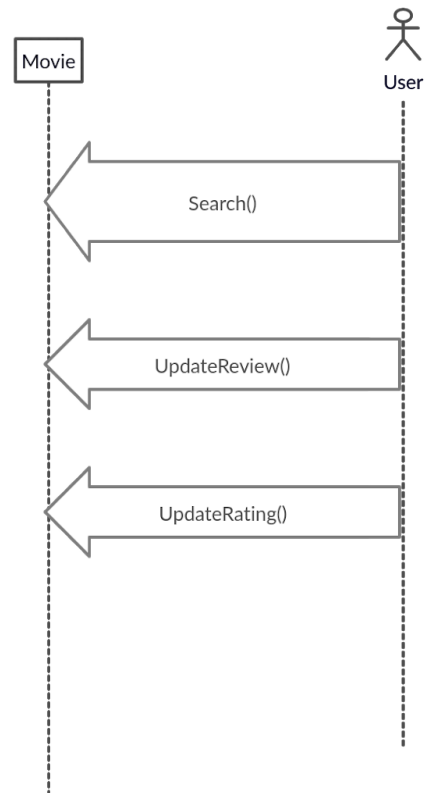 Movie
User
Search()
UpdateReview()
UpdateRating()